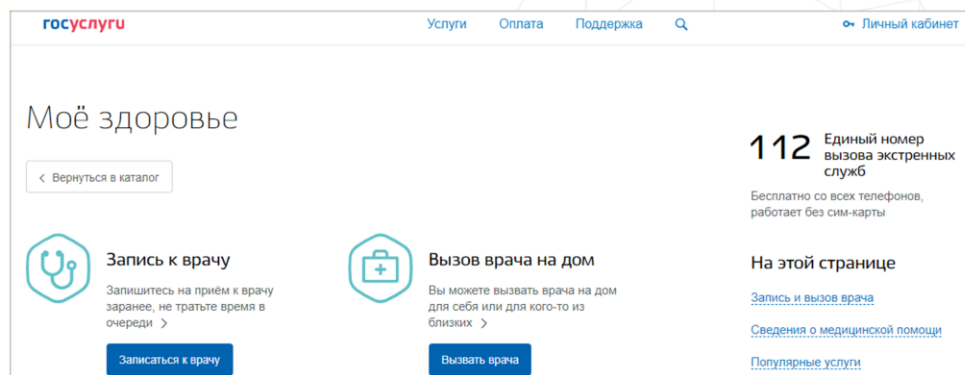 госуслуги
Услуги Оплата Поддержка Личный кабинет
Моё здоровье
Вернуться в каталог
112 Единый номер
вызова экстренных
служб
Бесплатно со всех телефонов,
работает без сим-карты
Запись к врачу
Запишитесь на приём к врачу
заранее, не тратьте время в
очереди >
Записаться к врачу
Вызов врача на дом
Вы можете вызвать врача на дом
для себя или для кого-то из
близких >
Вызвать врача
На этой странице
Запись и вызов врача
Сведения о медицинской помощи
Популярные услуги